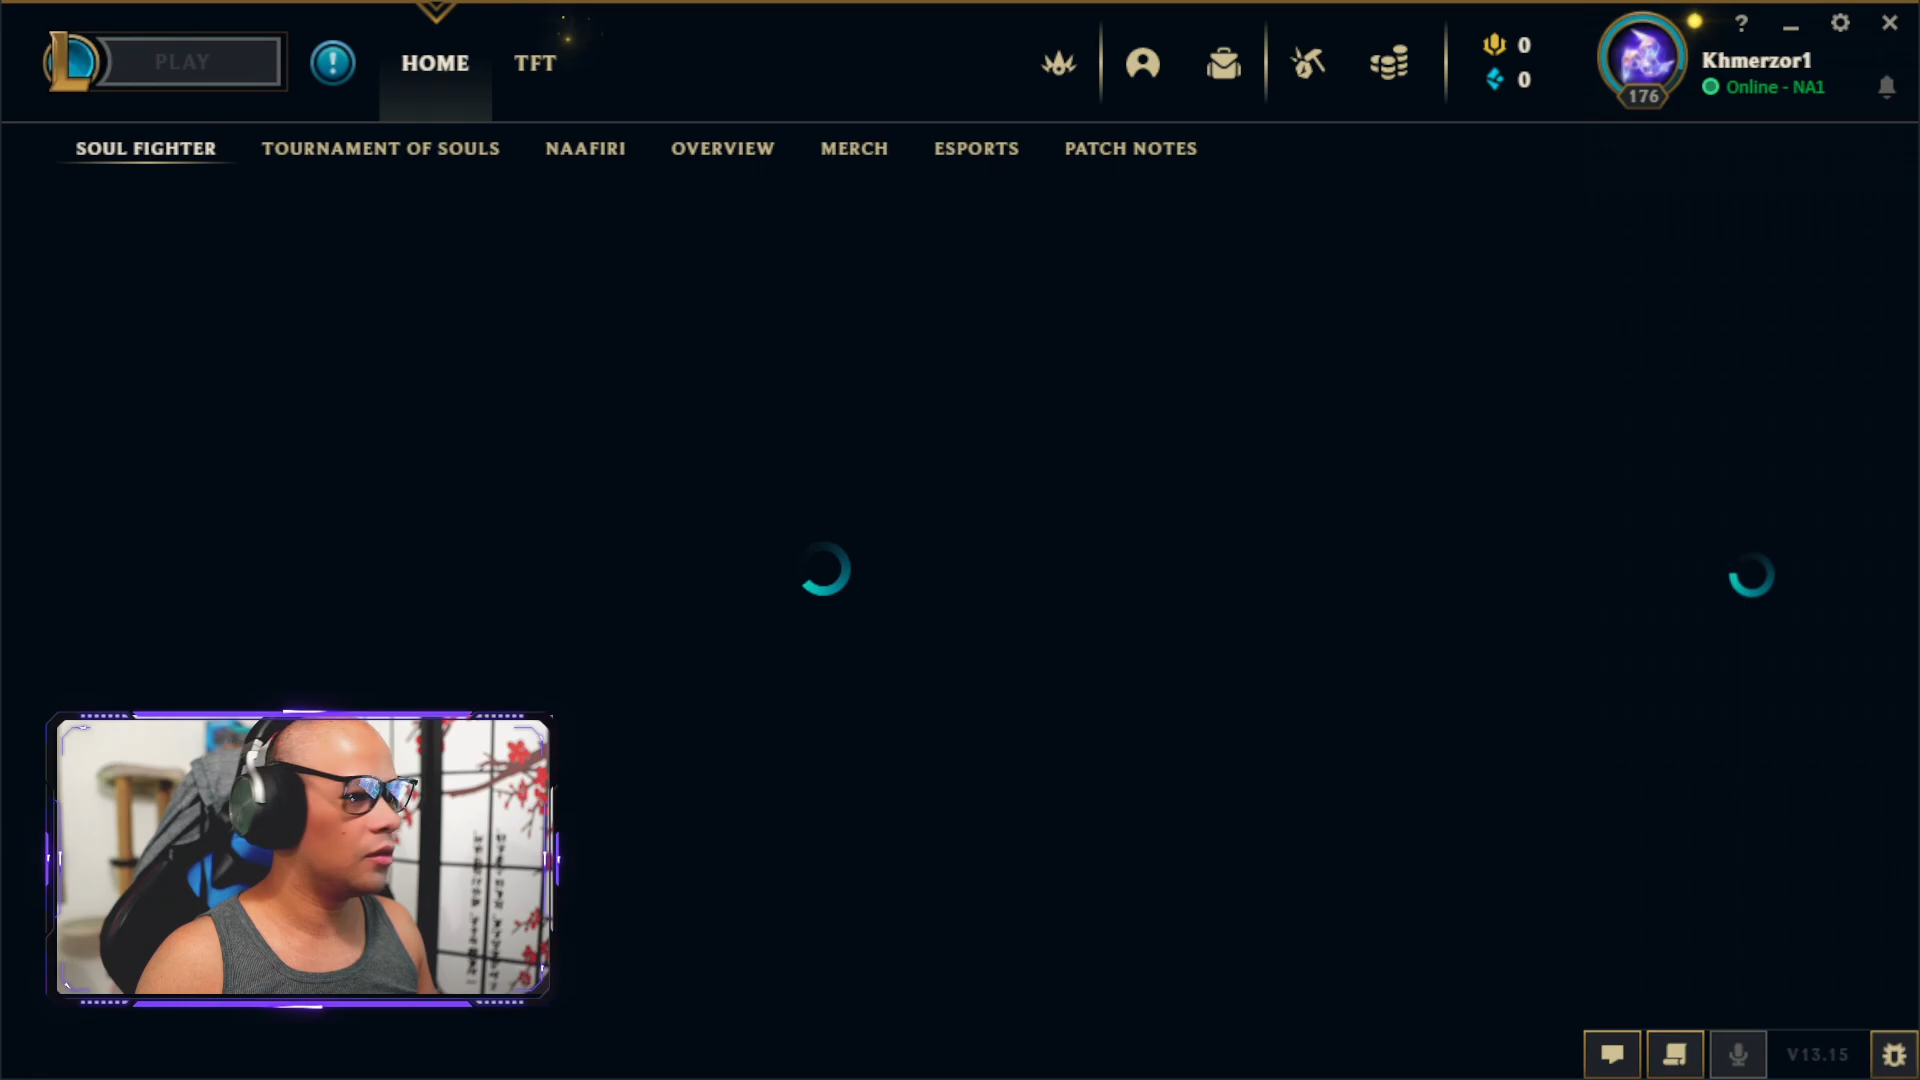 PLAY
HOME
TFT
0
0
176
Khmerzor1
Online - NA1
SOUL FIGHTER
TOURNAMENT OF SOULS
NAAFIRI
OVERVIEW
MERCH
ESPORTS
PATCH NOTES
V13.15